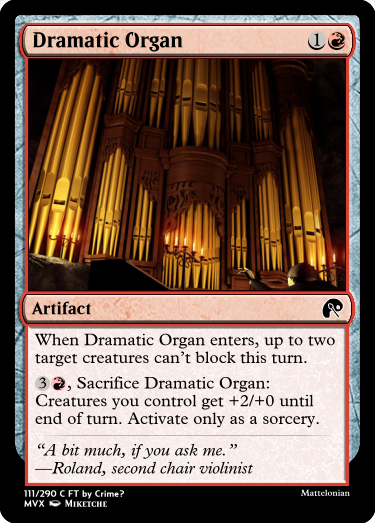 Dramatic Organ 1
Artifact
When Dramatic Organ enters, up to two
target creatures can't block this turn.
3, Sacrifice Dramatic Organ:
Creatures you control get +2/+0 until
end of turn. Activate only as a sorcery.
“A bit much, if you ask me.”
—Roland, second chair violinist
111/290 C FT by Crime?
MVX Miketche
Mattelonian